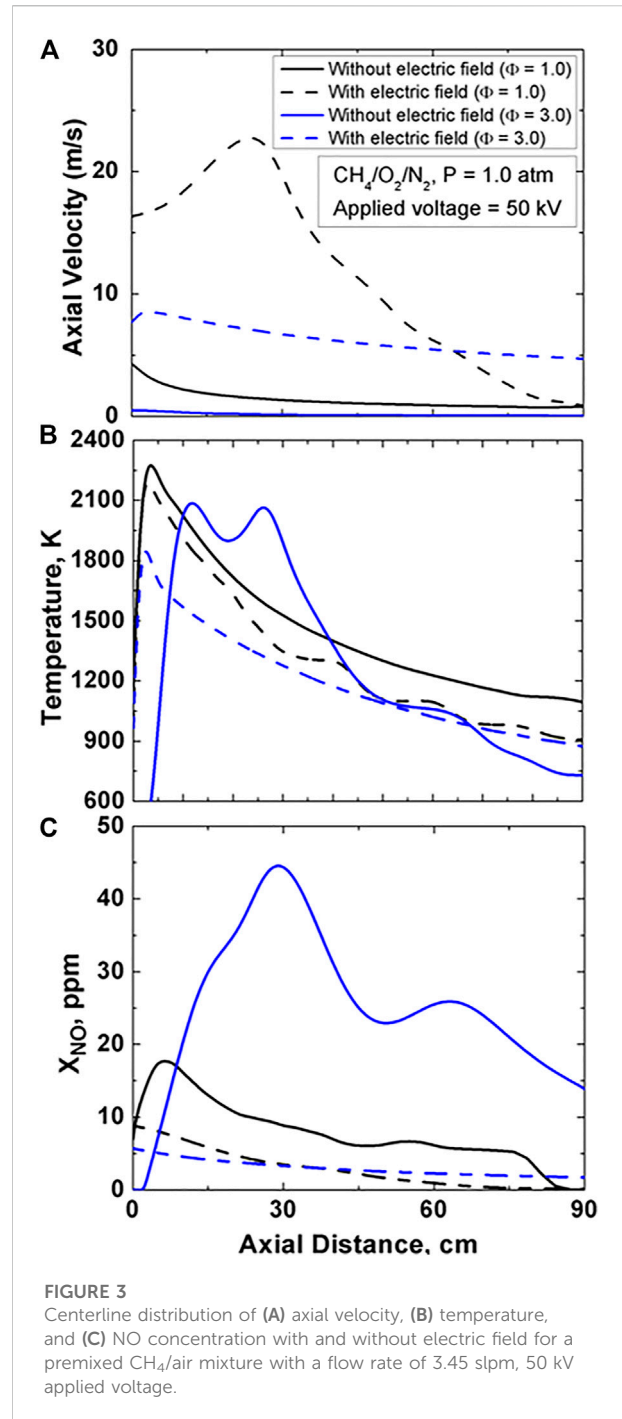 A
30
20
10
0
Axial Velocity (m/s)
Without electric field (Φ = 1.0)
With electric field (Φ = 1.0)
Without electric field (Φ = 3.0)
With electric field (Φ = 3.0)
CH₄/O₂/N₂, P = 1.0 atm
Applied voltage = 50 kV
B
2400
2100
1800
1500
1200
900
600
Temperature, K
C
50
40
30
20
10
0
X_NO, ppm
0 30 60 90
Axial Distance, cm
FIGURE 3
Centerline distribution of (A) axial velocity, (B) temperature,
and (C) NO concentration with and without electric field for a
premixed CH₄/air mixture with a flow rate of 3.45 slpm, 50 kV
applied voltage.